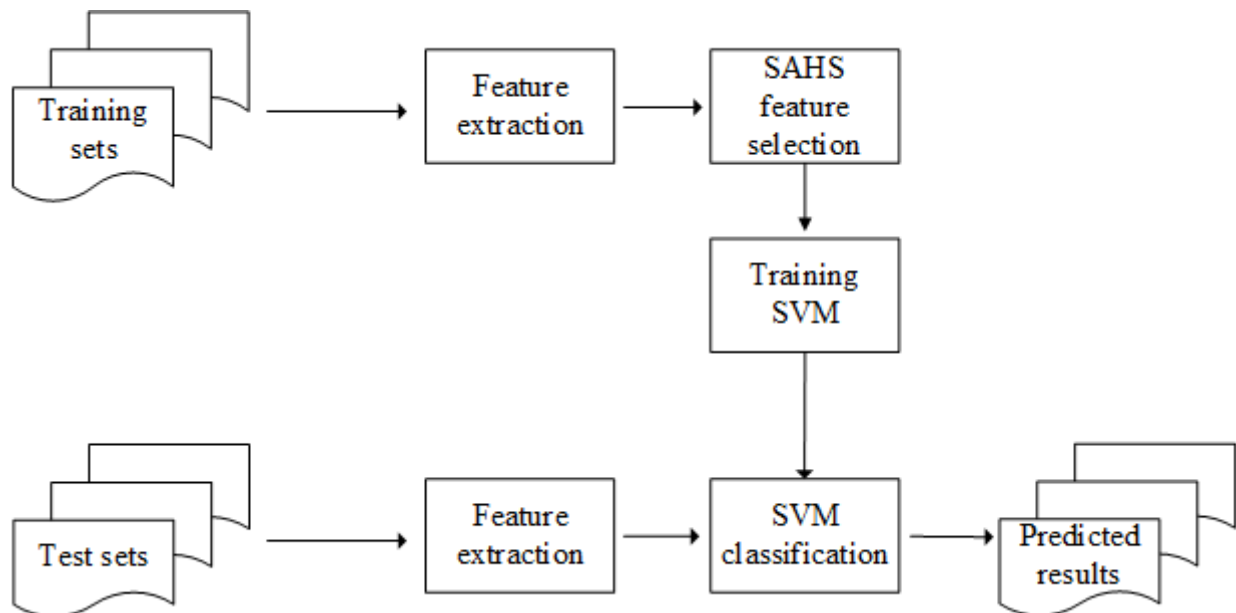 Training
sets
Feature
extraction
SAHS
feature
selection
Training
SVM
Test sets
Feature
extraction
SVM
classification
Predicted
results